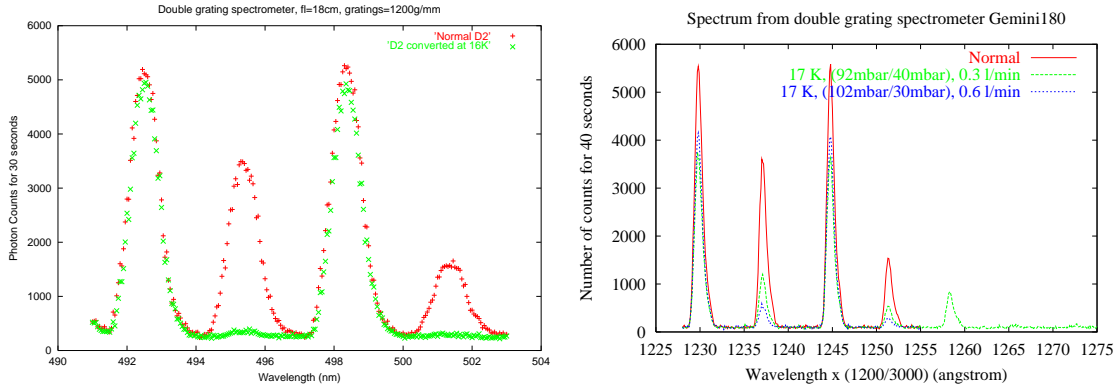 Double grating spectrometer, fl=18cm, gratings=1200g/mm
'Normal D2'
'D2 converted at 16K'
Photon Counts for 30 seconds
6000
5000
4000
3000
2000
1000
0
490 492 494 496 498 500 502 504
Wavelength (nm)
Spectrum from double grating spectrometer Gemini180
Normal
17 K, (92mbar/40mbar), 0.3 l/min
17 K, (102mbar/30mbar), 0.6 l/min
Number of counts for 40 seconds
6000
5000
4000
3000
2000
1000
0
1225 1230 1235 1240 1245 1250 1255 1260 1265 1270 1275
Wavelength x (1200/3000) (angstrom)